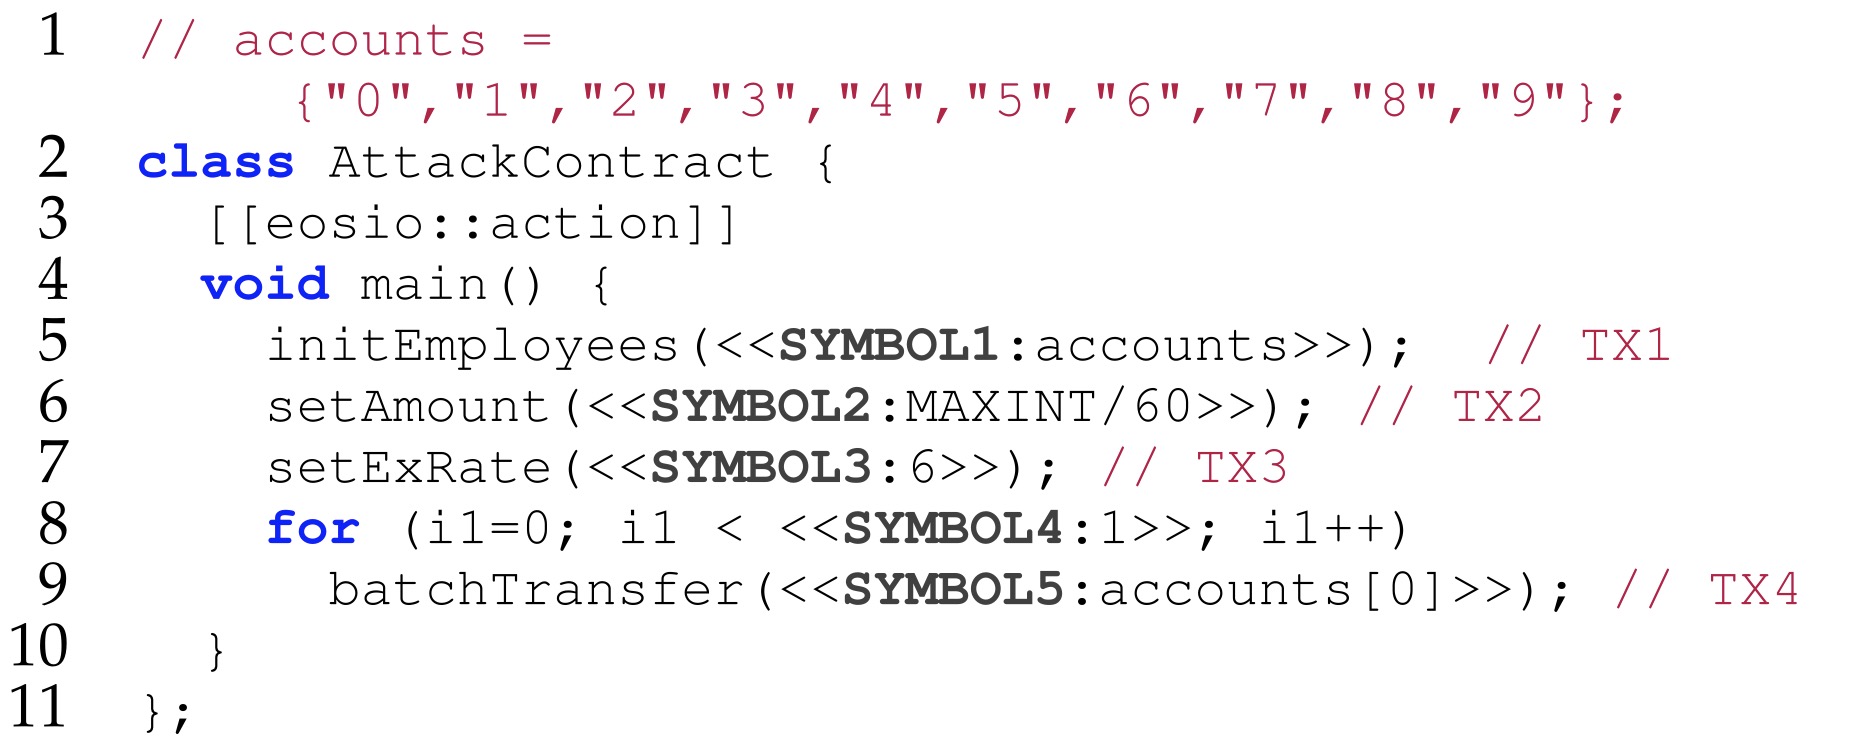 1 // accounts =
{"0","1","2","3","4","5","6","7","8","9"};
2 class AttackContract {
3 [[eosio::action]]
4 void main() {
5 initEmployees(<<SYMBOL1:accounts>>); // TX1
6 setAmount(<<SYMBOL2:MAXINT/60>>); // TX2
7 setExRate(<<SYMBOL3:6>>); // TX3
8 for (i1=0; i1 < <<SYMBOL4:1>>; i1++)
9 batchTransfer(<<SYMBOL5:accounts[0]>>); // TX4
10 }
11 };